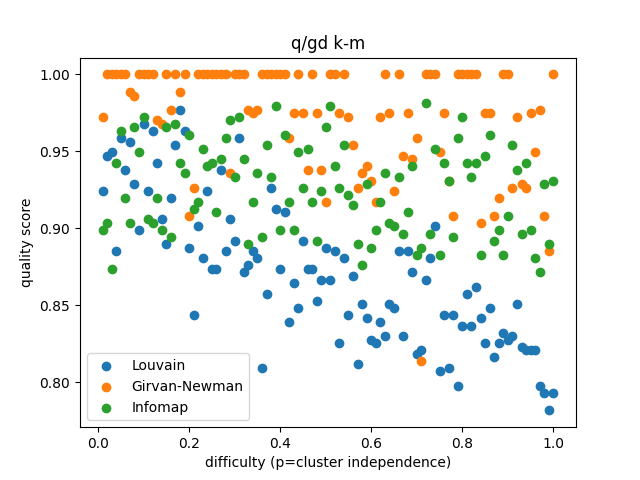 q/gd k-m
quality score
1.00
0.95
0.90
0.85
0.80
Louvain
Girvan-Newman
Infomap
0.0 0.2 0.4 0.6 0.8 1.0
difficulty (p=cluster independence)